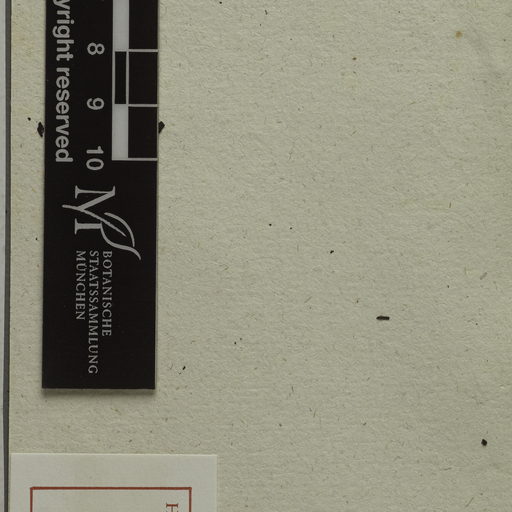 yright reserved
8
9
10
M
BOTANISCHE
STAATSSAMMLUNG
MÜNCHEN